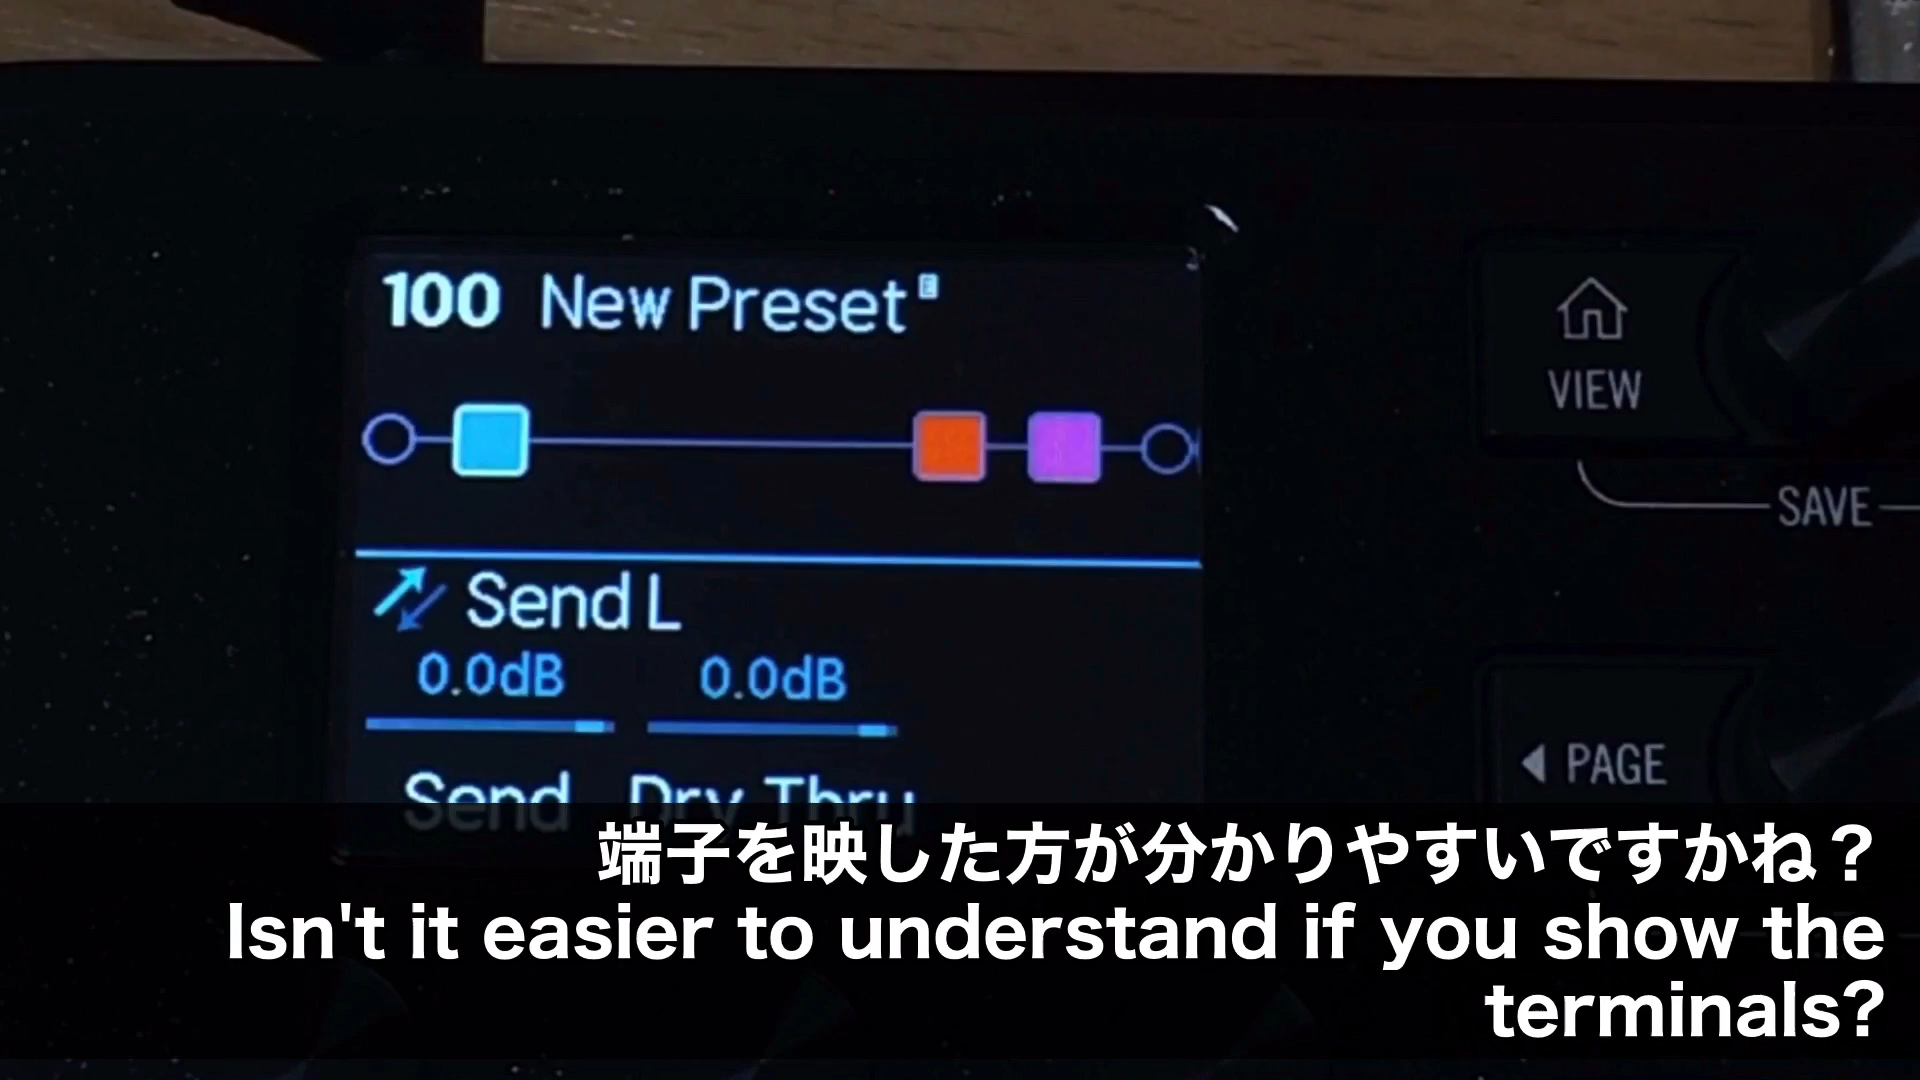 100 New Preset E
Send L
0.0dB 0.0dB
Send Dry Thru
VIEW
SAVE
◀ PAGE
端子を映した方が分かりやすいですかね？
Isn't it easier to understand if you show the
terminals?